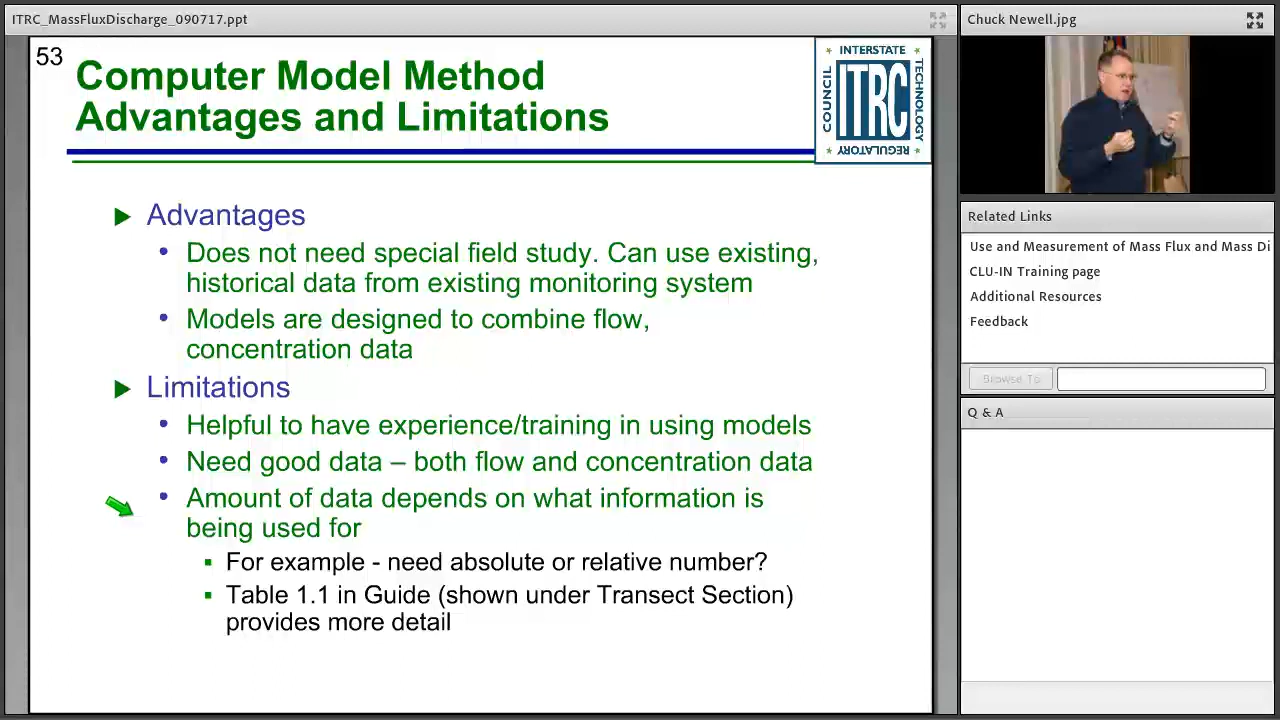 ITRC_MassFluxDischarge_090717.ppt
53
Computer Model Method
Advantages and Limitations
INTERSTATE
COUNCIL
ITRC
TECHNOLOGY
REGULATORY
Advantages
• Does not need special field study. Can use existing,
historical data from existing monitoring system
• Models are designed to combine flow,
concentration data
Limitations
• Helpful to have experience/training in using models
• Need good data – both flow and concentration data
• Amount of data depends on what information is
being used for
▪ For example - need absolute or relative number?
▪ Table 1.1 in Guide (shown under Transect Section)
provides more detail
Chuck Newell.jpg
Related Links
Use and Measurement of Mass Flux and Mass Di
CLU-IN Training page
Additional Resources
Feedback
Browse To
Q & A